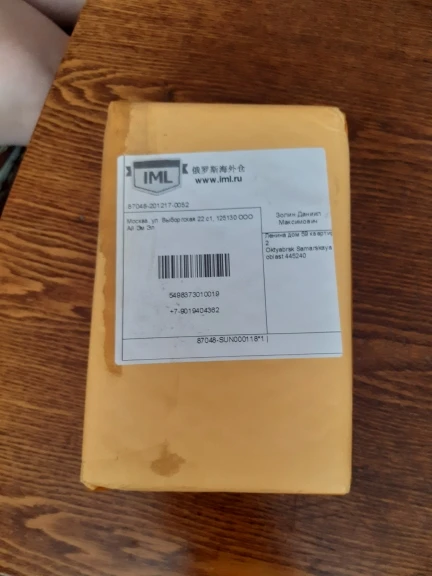 IML
俄罗斯海外仓
www.iml.ru
87048-201217-0052
Москва, ул. Выборгская 22 с1, 125130 ООО
Ай Эм Эл
5498373010019
+7-9019404362
Золин Даниил
Максимович
Ленина дом 59 квартира
2
Oktyabrsk Samarskaya
oblast 445240
87048-SUN000118*1 |